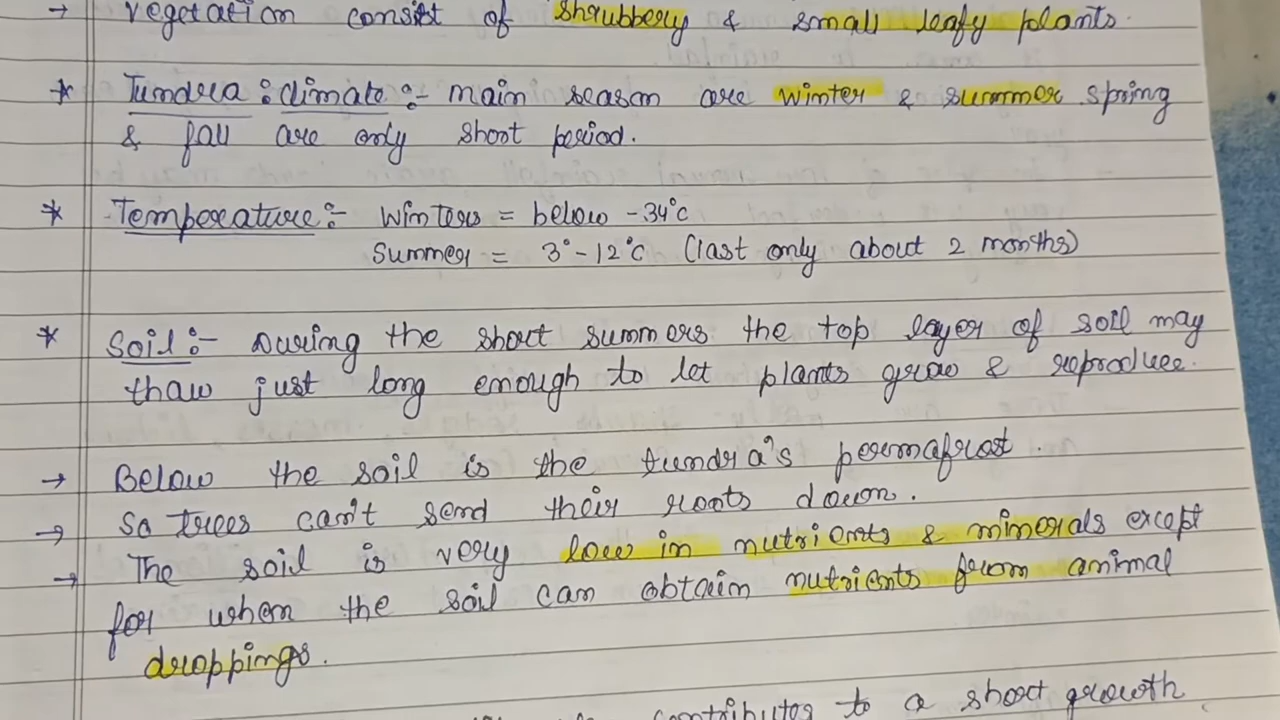 → vegetation consist of shrubbery & small leafy plants.
* Tundra : climate :- main season are winter & summer spring
& fall are only short period.
* Temperature :- Winters = below -34°c
Summer = 3° - 12°c (last only about 2 months)
* Soil :- During the short summers the top layer of soil may
thaw just long enough to let plants grow & reproduce.
→ Below the soil is the tundra's permafrost.
→ So trees can't send their roots down.
→ The soil is very low in nutrients & minerals except
for when the soil can obtain nutrients from animal
droppings.
contributes to a short growth